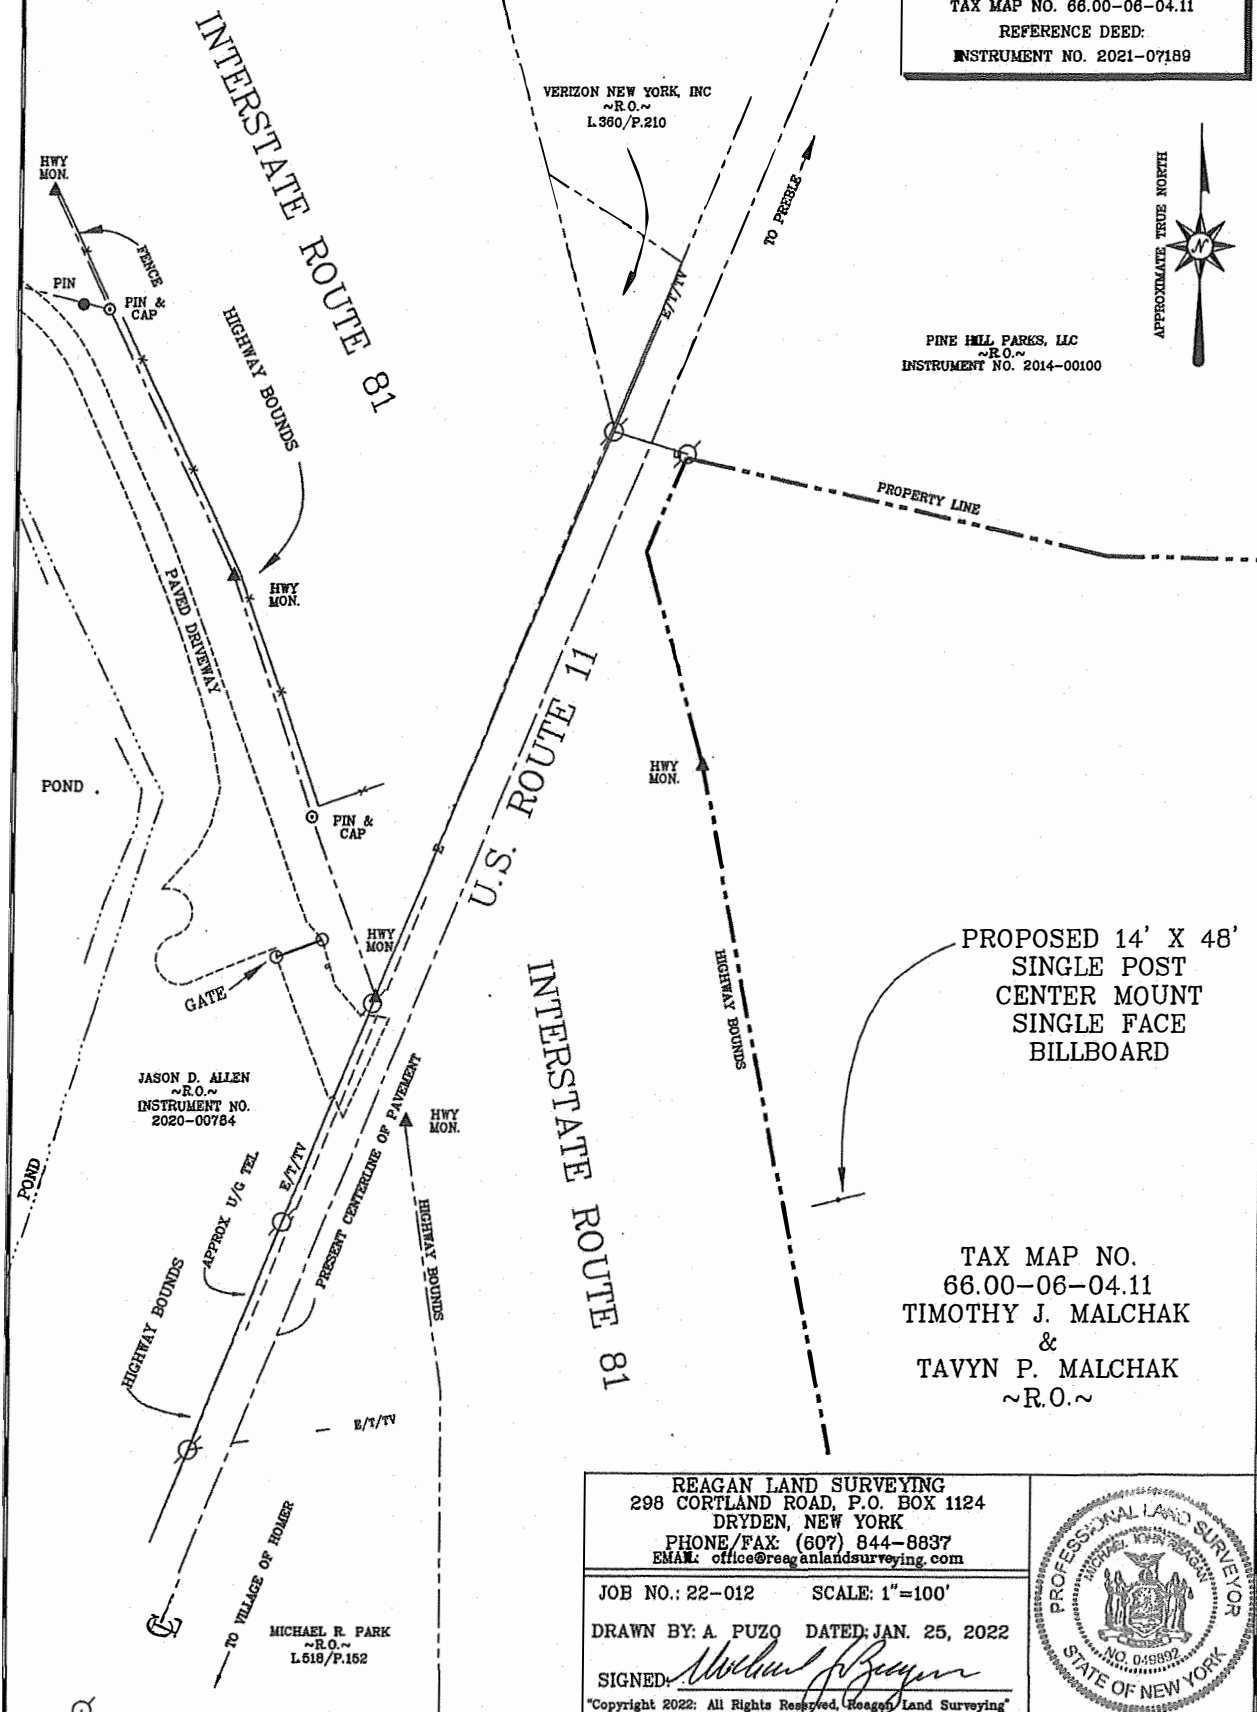 TAX MAP NO. 66.00-06-04.11
REFERENCE DEED:
INSTRUMENT NO. 2021-07189
INTERSTATE ROUTE 81
VERIZON NEW YORK, INC
~R.O.~
L.360/P.210
TO PREBLE
APPROXIMATE TRUE NORTH
N
HWY
MON.
FENCE
PIN
PIN &
CAP
HIGHWAY BOUNDS
E/T/TV
PINE HILL PARKS, LLC
~R.O.~
INSTRUMENT NO. 2014-00100
PROPERTY LINE
HWY
MON.
PAVED DRIVEWAY
U.S. ROUTE 11
HWY
MON.
POND
PIN &
CAP
E
HWY
MON
GATE
HIGHWAY BOUNDS
PROPOSED 14' X 48'
SINGLE POST
CENTER MOUNT
SINGLE FACE
BILLBOARD
INTERSTATE ROUTE 81
JASON D. ALLEN
~R.O.~
INSTRUMENT NO.
2020-00784
HWY
MON.
POND
APPROX U/G TEL
E/T/TV
PRESENT CENTERLINE OF PAVEMENT
HIGHWAY BOUNDS
HIGHWAY BOUNDS
TAX MAP NO.
66.00-06-04.11
TIMOTHY J. MALCHAK
&
TAVYN P. MALCHAK
~R.O.~
E/T/TV
TO VILLAGE OF HOMER
MICHAEL R. PARK
~R.O.~
L.518/P.152
REAGAN LAND SURVEYING
298 CORTLAND ROAD, P.O. BOX 1124
DRYDEN, NEW YORK
PHONE/FAX: (607) 844-8837
EMAIL: office@reaganlandsurveying.com
JOB NO.: 22-012 SCALE: 1"=100'
DRAWN BY: A. PUZO DATED: JAN. 25, 2022
SIGNED:
"Copyright 2022: All Rights Reserved, Reagan Land Surveying"
PROFESSIONAL LAND SURVEYOR
MICHAEL JOHN REAGAN
NO. 049892
STATE OF NEW YORK